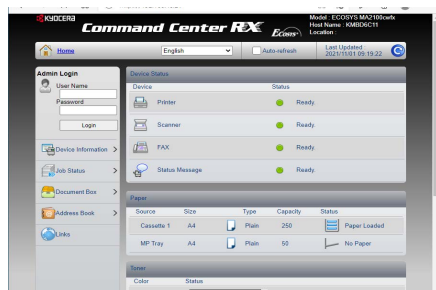 KYOCERA
Command Center RX
ECOSYS
Model : ECOSYS MA2100cwfx
Host Name : KMBD6C11
Location :
Home
English
Auto-refresh
Last Updated :
2021/11/01 09:19:22
Admin Login
User Name
Password
Login
Device Information
Job Status
Document Box
Address Book
Links
Device Status
Device Status
Printer Ready.
Scanner Ready.
FAX Ready.
Status Message Ready.
Paper
Source Size Type Capacity Status
Cassette 1 A4 Plain 250 Paper Loaded
MP Tray A4 Plain 50 No Paper
Toner
Color Status